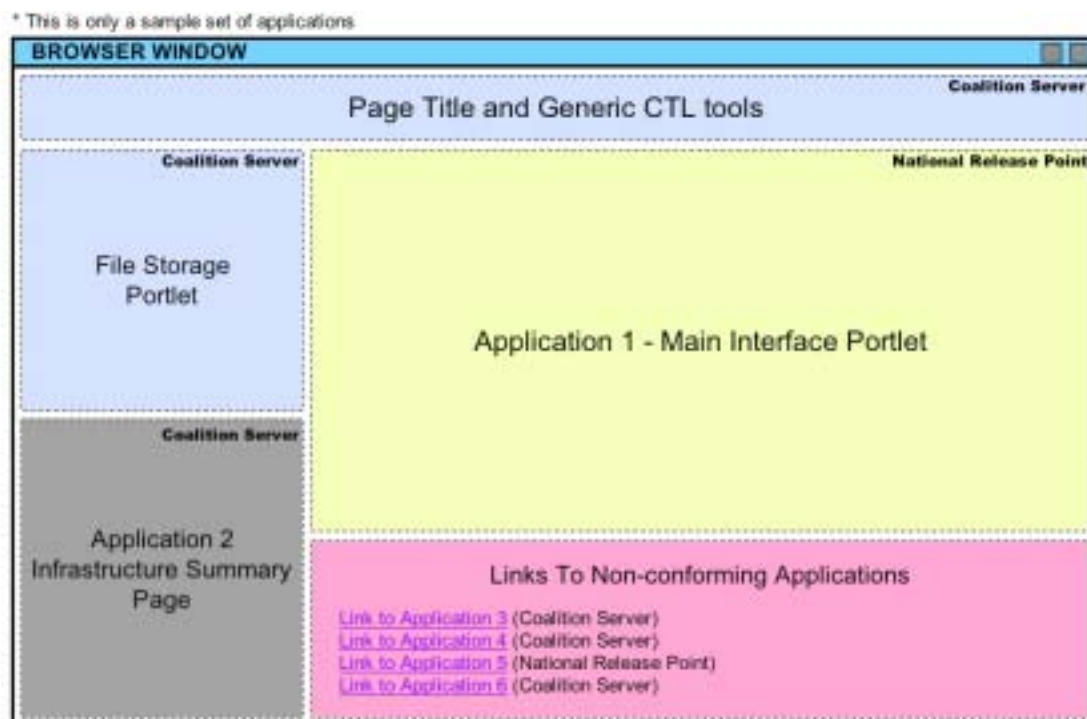 * This is only a sample set of applications
BROWSER WINDOW
Coalition Server
Page Title and Generic CTL tools
Coalition Server
File Storage
Portlet
National Release Point
Application 1 - Main Interface Portlet
Coalition Server
Application 2
Infrastructure Summary
Page
Links To Non-conforming Applications
Link to Application 3 (Coalition Server)
Link to Application 4 (Coalition Server)
Link to Application 5 (National Release Point)
Link to Application 6 (Coalition Server)